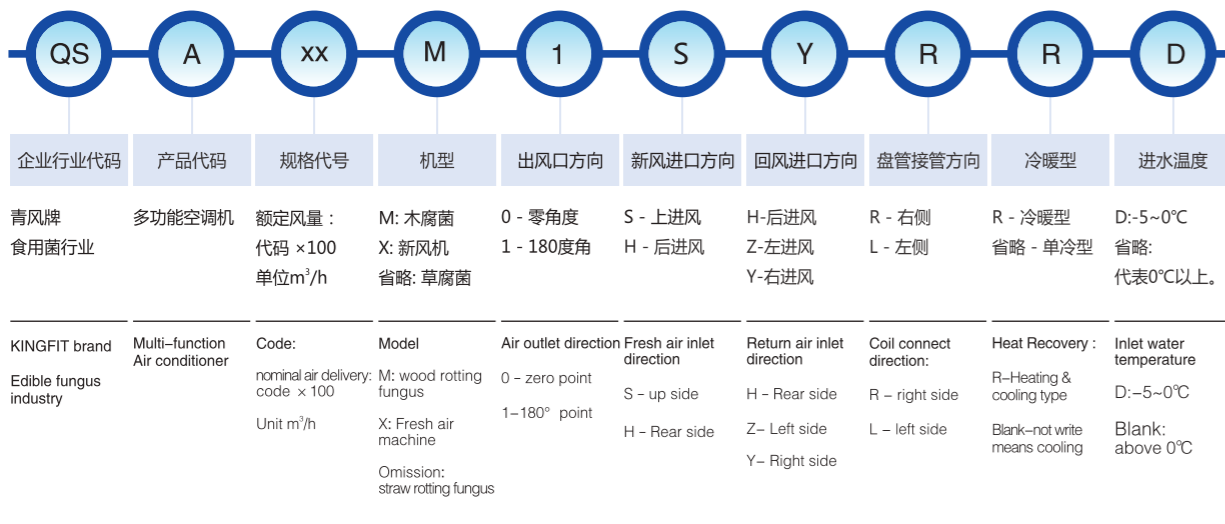 QS
A
xx
M
1
S
Y
R
R
D
企业行业代码
产品代码
规格代号
机型
出风口方向
新风进口方向
回风进口方向
盘管接管方向
冷暖型
进水温度
青风牌
食用菌行业
多功能空调机
额定风量：
代码 ×100
单位m³/h
M: 木腐菌
X: 新风机
省略: 草腐菌
0 - 零角度
1 - 180度角
S - 上进风
H - 后进风
H-后进风
Z-左进风
Y-右进风
R - 右侧
L - 左侧
R - 冷暖型
省略 - 单冷型
D:-5~0℃
省略:
代表0℃以上。
KINGFIT brand
Edible fungus
industry
Multi–function
Air conditioner
Code:
nominal air delivery:
code × 100
Unit m³/h
Model
M: wood rotting
fungus
X: Fresh air
machine
Omission:
straw rotting fungus
Air outlet direction
0 – zero point
1–180° point
Fresh air inlet
direction
S – up side
H – Rear side
Return air inlet
direction
H – Rear side
Z– Left side
Y– Right side
Coil connect
direction:
R – right side
L – left side
Heat Recovery :
R–Heating &
cooling type
Blank–not write
means cooling
Inlet water
temperature
D:–5~0℃
Blank:
above 0℃